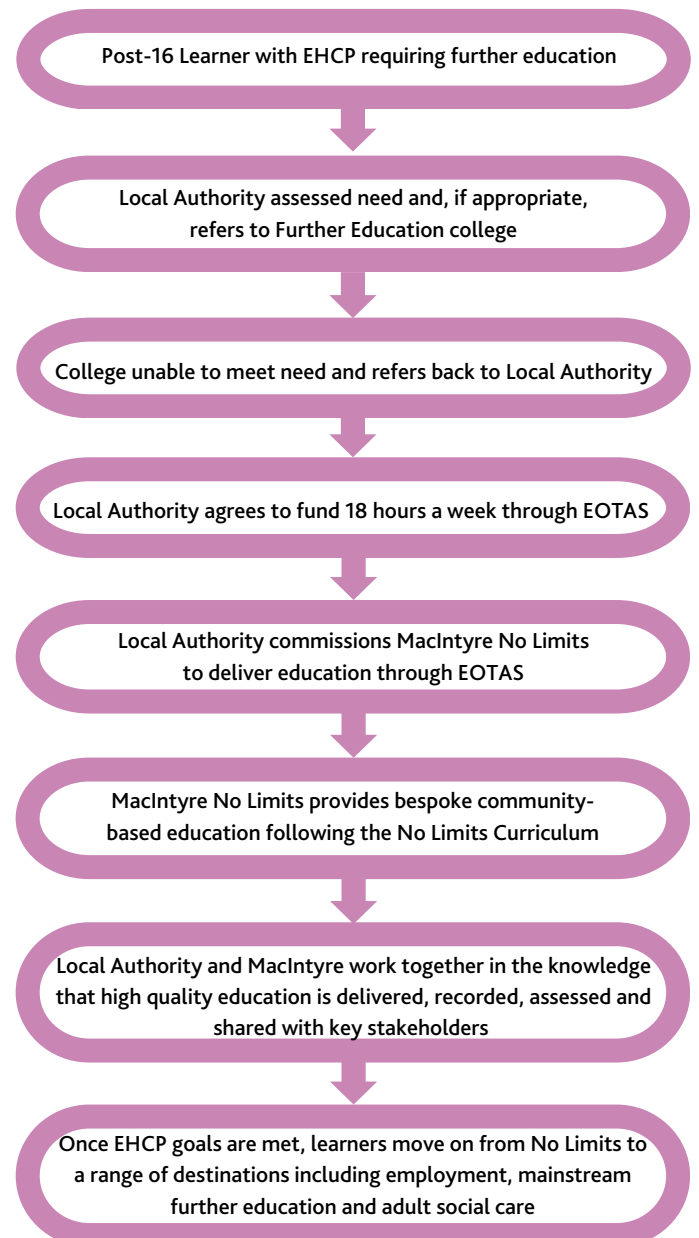 Post-16 Learner with EHCP requiring further education
Local Authority assessed need and, if appropriate,
refers to Further Education college
College unable to meet need and refers back to Local Authority
Local Authority agrees to fund 18 hours a week through EOTAS
Local Authority commissions MacIntyre No Limits
to deliver education through EOTAS
MacIntyre No Limits provides bespoke community-
based education following the No Limits Curriculum
Local Authority and MacIntyre work together in the knowledge
that high quality education is delivered, recorded, assessed and
shared with key stakeholders
Once EHCP goals are met, learners move on from No Limits to
a range of destinations including employment, mainstream
further education and adult social care